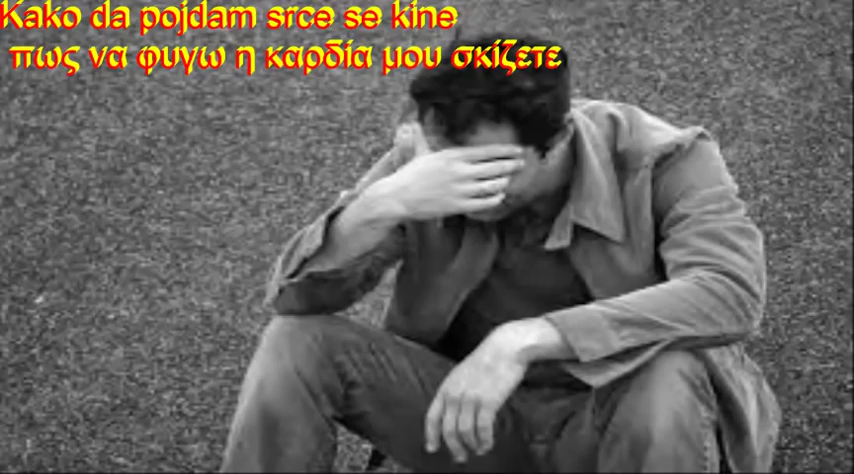 Kako da pojdam srce se kine
πως να φυγω η καρδία μου σκίζετε